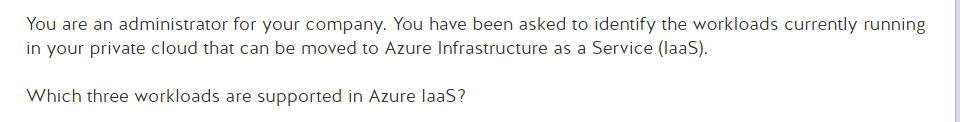 You are an administrator for your company. You have been asked to identify the workloads currently running
in your private cloud that can be moved to Azure Infrastructure as a Service (IaaS).
Which three workloads are supported in Azure IaaS?